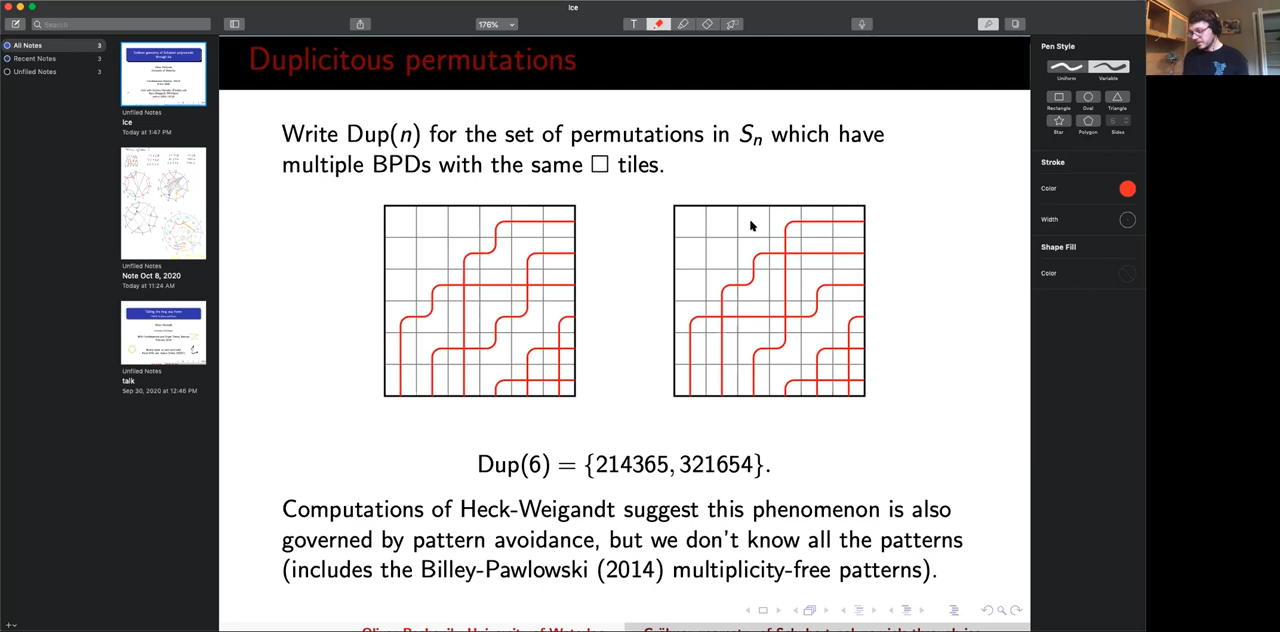 Ice
Search
176%
T
All Notes 3
Recent Notes 3
Unfiled Notes 3
Unfiled Notes
Ice
Today at 1:47 PM
Unfiled Notes
Note Oct 8, 2020
Today at 11:24 AM
Unfiled Notes
talk
Sep 30, 2020 at 12:46 PM
Duplicitous permutations
Write Dup(n) for the set of permutations in Sₙ which have
multiple BPDs with the same □ tiles.
Dup(6) = {214365, 321654}.
Computations of Heck-Weigandt suggest this phenomenon is also
governed by pattern avoidance, but we don't know all the patterns
(includes the Billey-Pawlowski (2014) multiplicity-free patterns).
Pen Style
Uniform Variable
Rectangle Oval Triangle
6
Star Polygon Sides
Stroke
Color
Width
Shape Fill
Color